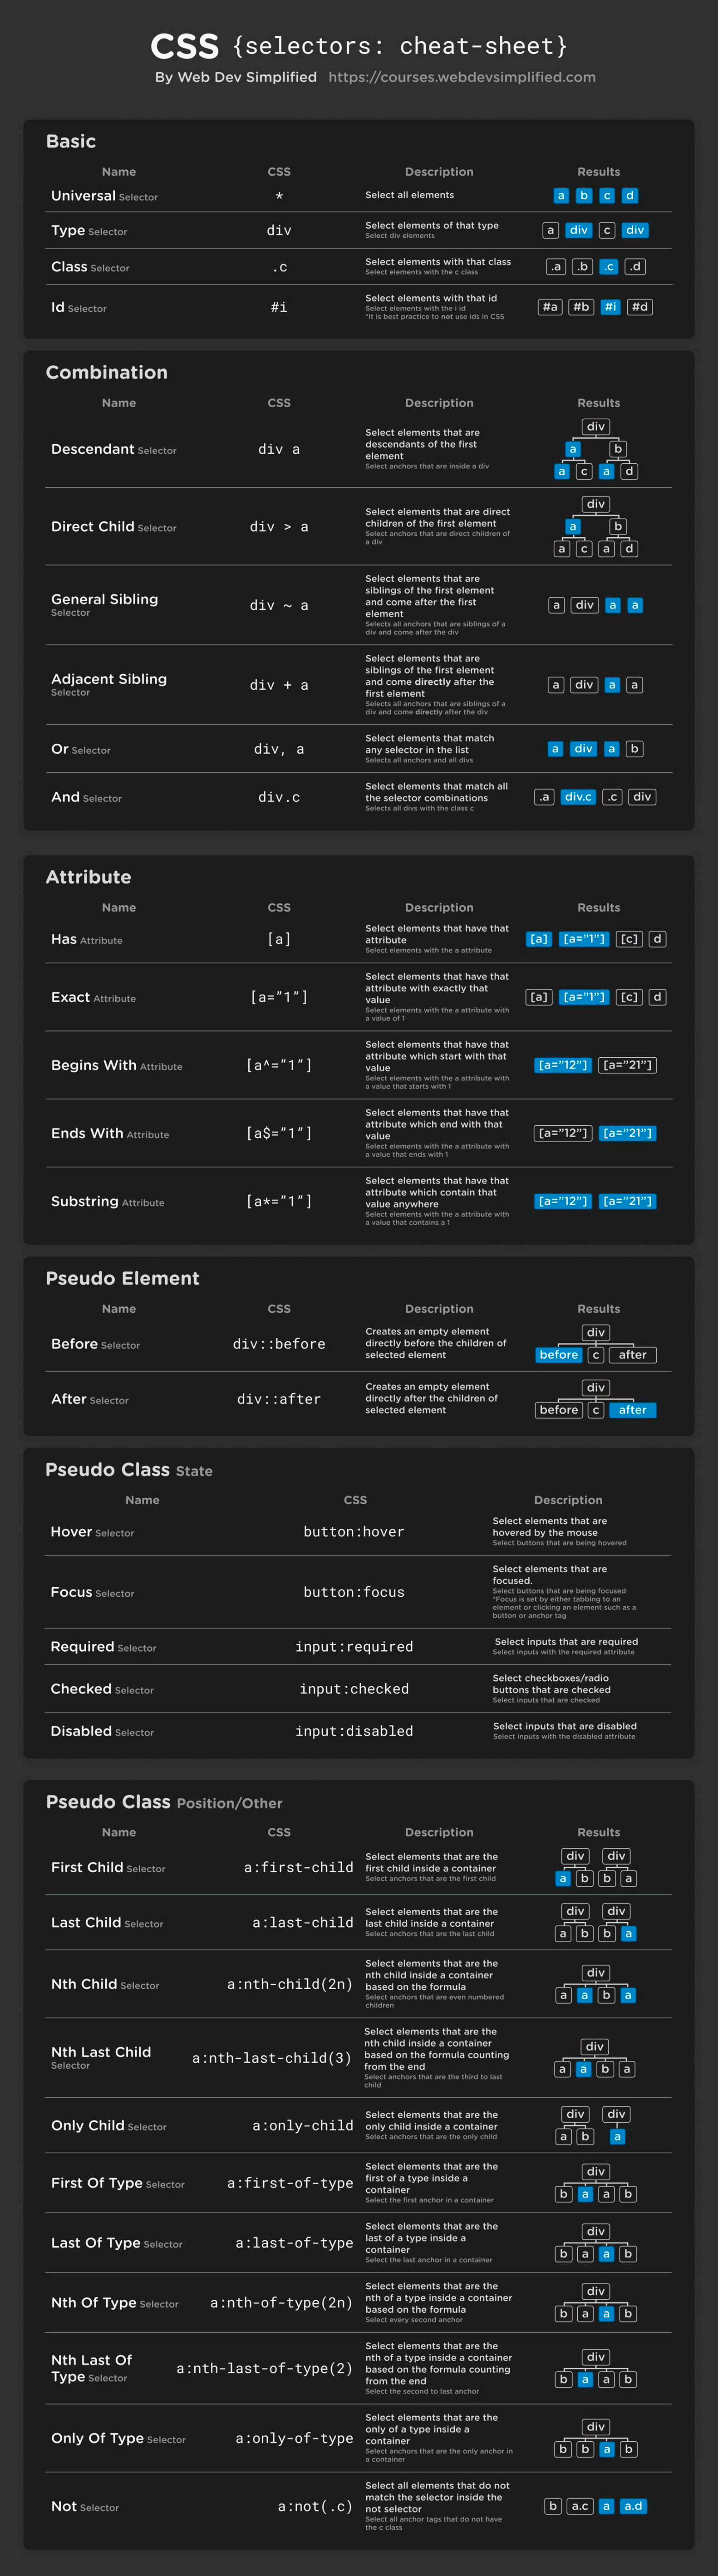 CSS {selectors: cheat-sheet}
By Web Dev Simplified https://courses.webdevsimplified.com
Basic
Name CSS Description Results
Universal Selector * Select all elements a b c d
Type Selector div Select elements of that type a div c div
Select div elements
Class Selector .c Select elements with that class .a .b .c .d
Select elements with the c class
Id Selector #i Select elements with that id #a #b #i #d
Select elements with the i id
*It is best practice to not use ids in CSS
Combination
Name CSS Description Results
Descendant Selector div a
Select elements that are
descendants of the first
element
Select anchors that are inside a div
div
a b
a c a d
Direct Child Selector div > a
Select elements that are direct
children of the first element
Select anchors that are direct children of
a div
div
a b
a c a d
General Sibling
Selector
div ~ a
Select elements that are
siblings of the first element
and come after the first
element
Selects all anchors that are siblings of a
div and come after the div
a div a a
Adjacent Sibling
Selector
div + a
Select elements that are
siblings of the first element
and come directly after the
first element
Selects all anchors that are siblings of a
div and come directly after the div
a div a a
Or Selector div, a
Select elements that match
any selector in the list
Selects all anchors and all divs
a div a b
And Selector div.c
Select elements that match all
the selector combinations
Selects all divs with the class c
.a div.c .c div
Attribute
Name CSS Description Results
Has Attribute [a]
Select elements that have that
attribute
Select elements with the a attribute
[a] [a=”1”] [c] d
Exact Attribute [a=”1”]
Select elements that have that
attribute with exactly that
value
Select elements with the a attribute with
a value of 1
[a] [a=”1”] [c] d
Begins With Attribute [a^=”1”]
Select elements that have that
attribute which start with that
value
Select elements with the a attribute with
a value that starts with 1
[a=”12”] [a=”21”]
Ends With Attribute [a$=”1”]
Select elements that have that
attribute which end with that
value
Select elements with the a attribute with
a value that ends with 1
[a=”12”] [a=”21”]
Substring Attribute [a*=”1”]
Select elements that have that
attribute which contain that
value anywhere
Select elements with the a attribute with
a value that contains a 1
[a=”12”] [a=”21”]
Pseudo Element
Name CSS Description Results
Before Selector div::before
Creates an empty element
directly before the children of
selected element
div
before c after
After Selector div::after
Creates an empty element
directly after the children of
selected element
div
before c after
Pseudo Class State
Name CSS Description
Hover Selector button:hover
Select elements that are
hovered by the mouse
Select buttons that are being hovered
Focus Selector button:focus
Select elements that are
focused.
Select buttons that are being focused
*Focus is set by either tabbing to an
element or clicking an element such as a
button or anchor tag
Required Selector input:required
Select inputs that are required
Select inputs with the required attribute
Checked Selector input:checked
Select checkboxes/radio
buttons that are checked
Select inputs that are checked
Disabled Selector input:disabled
Select inputs that are disabled
Select inputs with the disabled attribute
Pseudo Class Position/Other
Name CSS Description Results
First Child Selector a:first-child
Select elements that are the
first child inside a container
Select anchors that are the first child
div div
a b b a
Last Child Selector a:last-child
Select elements that are the
last child inside a container
Select anchors that are the last child
div div
a b b a
Nth Child Selector a:nth-child(2n)
Select elements that are the
nth child inside a container
based on the formula
Select anchors that are even numbered
children
div
a a b a
Nth Last Child
Selector
a:nth-last-child(3)
Select elements that are the
nth child inside a container
based on the formula counting
from the end
Select anchors that are the third to last
child
div
a a b a
Only Child Selector a:only-child
Select elements that are the
only child inside a container
Select anchors that are the only child
div div
a b a
First Of Type Selector a:first-of-type
Select elements that are the
first of a type inside a
container
Select the first anchor in a container
div
b a a b
Last Of Type Selector a:last-of-type
Select elements that are the
last of a type inside a
container
Select the last anchor in a container
div
b a a b
Nth Of Type Selector a:nth-of-type(2n)
Select elements that are the
nth of a type inside a container
based on the formula
Select every second anchor
div
b a a b
Nth Last Of
Type Selector
a:nth-last-of-type(2)
Select elements that are the
nth of a type inside a container
based on the formula counting
from the end
Select the second to last anchor
div
b a a b
Only Of Type Selector a:only-of-type
Select elements that are the
only of a type inside a
container
Select anchors that are the only anchor in
a container
div
b b a b
Not Selector a:not(.c)
Select all elements that do not
match the selector inside the
not selector
Select all anchor tags that do not have
the c class
b a.c a a.d